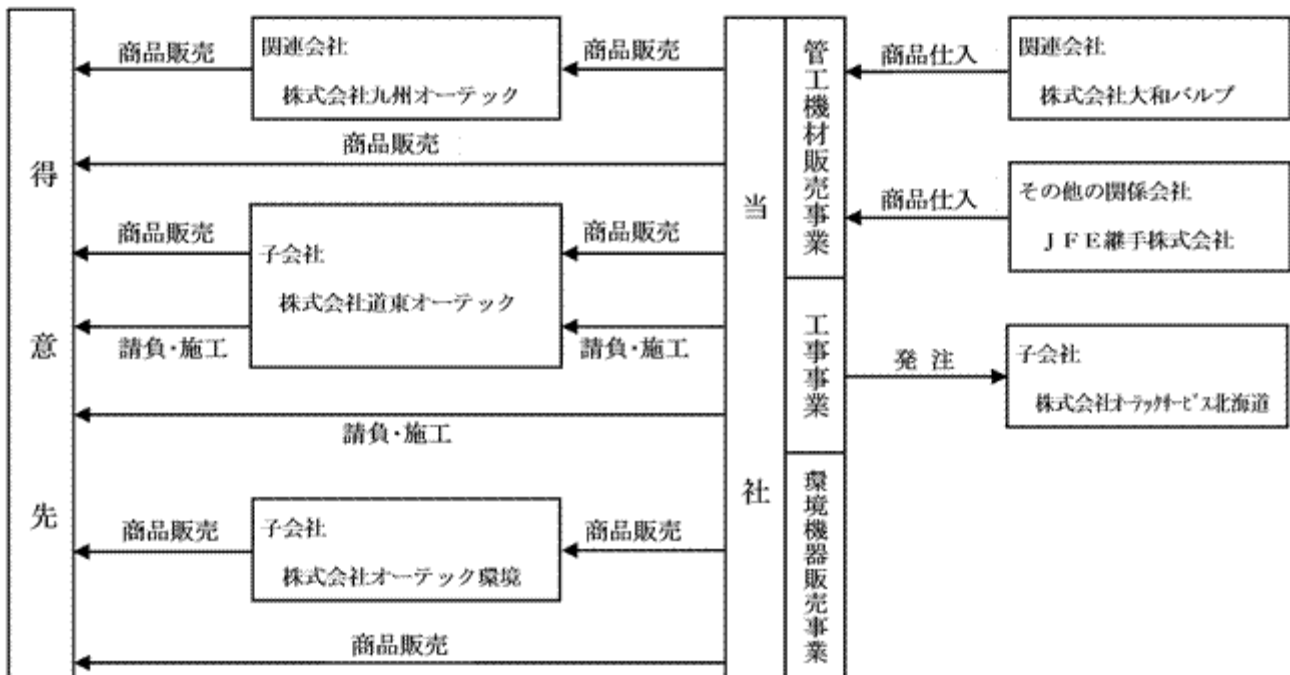 得意先
商品販売
関連会社
株式会社九州オーテック
商品販売
商品販売
商品販売
子会社
株式会社道東オーテック
商品販売
請負・施工
請負・施工
請負・施工
商品販売
子会社
株式会社オーテック環境
商品販売
商品販売
当社
管工機材販売事業
工事事業
環境機器販売事業
商品仕入
関連会社
株式会社大和バルブ
商品仕入
その他の関係会社
ＪＦＥ継手株式会社
発 注
子会社
株式会社ｵｰﾃｯｸｻｰﾋﾞｽ北海道